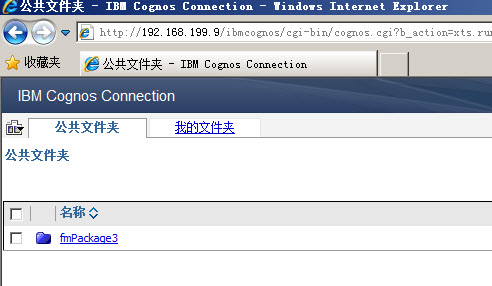 公共文件夹 - IBM Cognos Connection - Windows Internet Explorer
http://192.168.199.9/ibmcognos/cgi-bin/cognos.cgi?b_action=xts.ru
收藏夹
公共文件夹 - IBM Cognos Connection
IBM Cognos Connection
公共文件夹
我的文件夹
公共文件夹
名称
fmPackage3